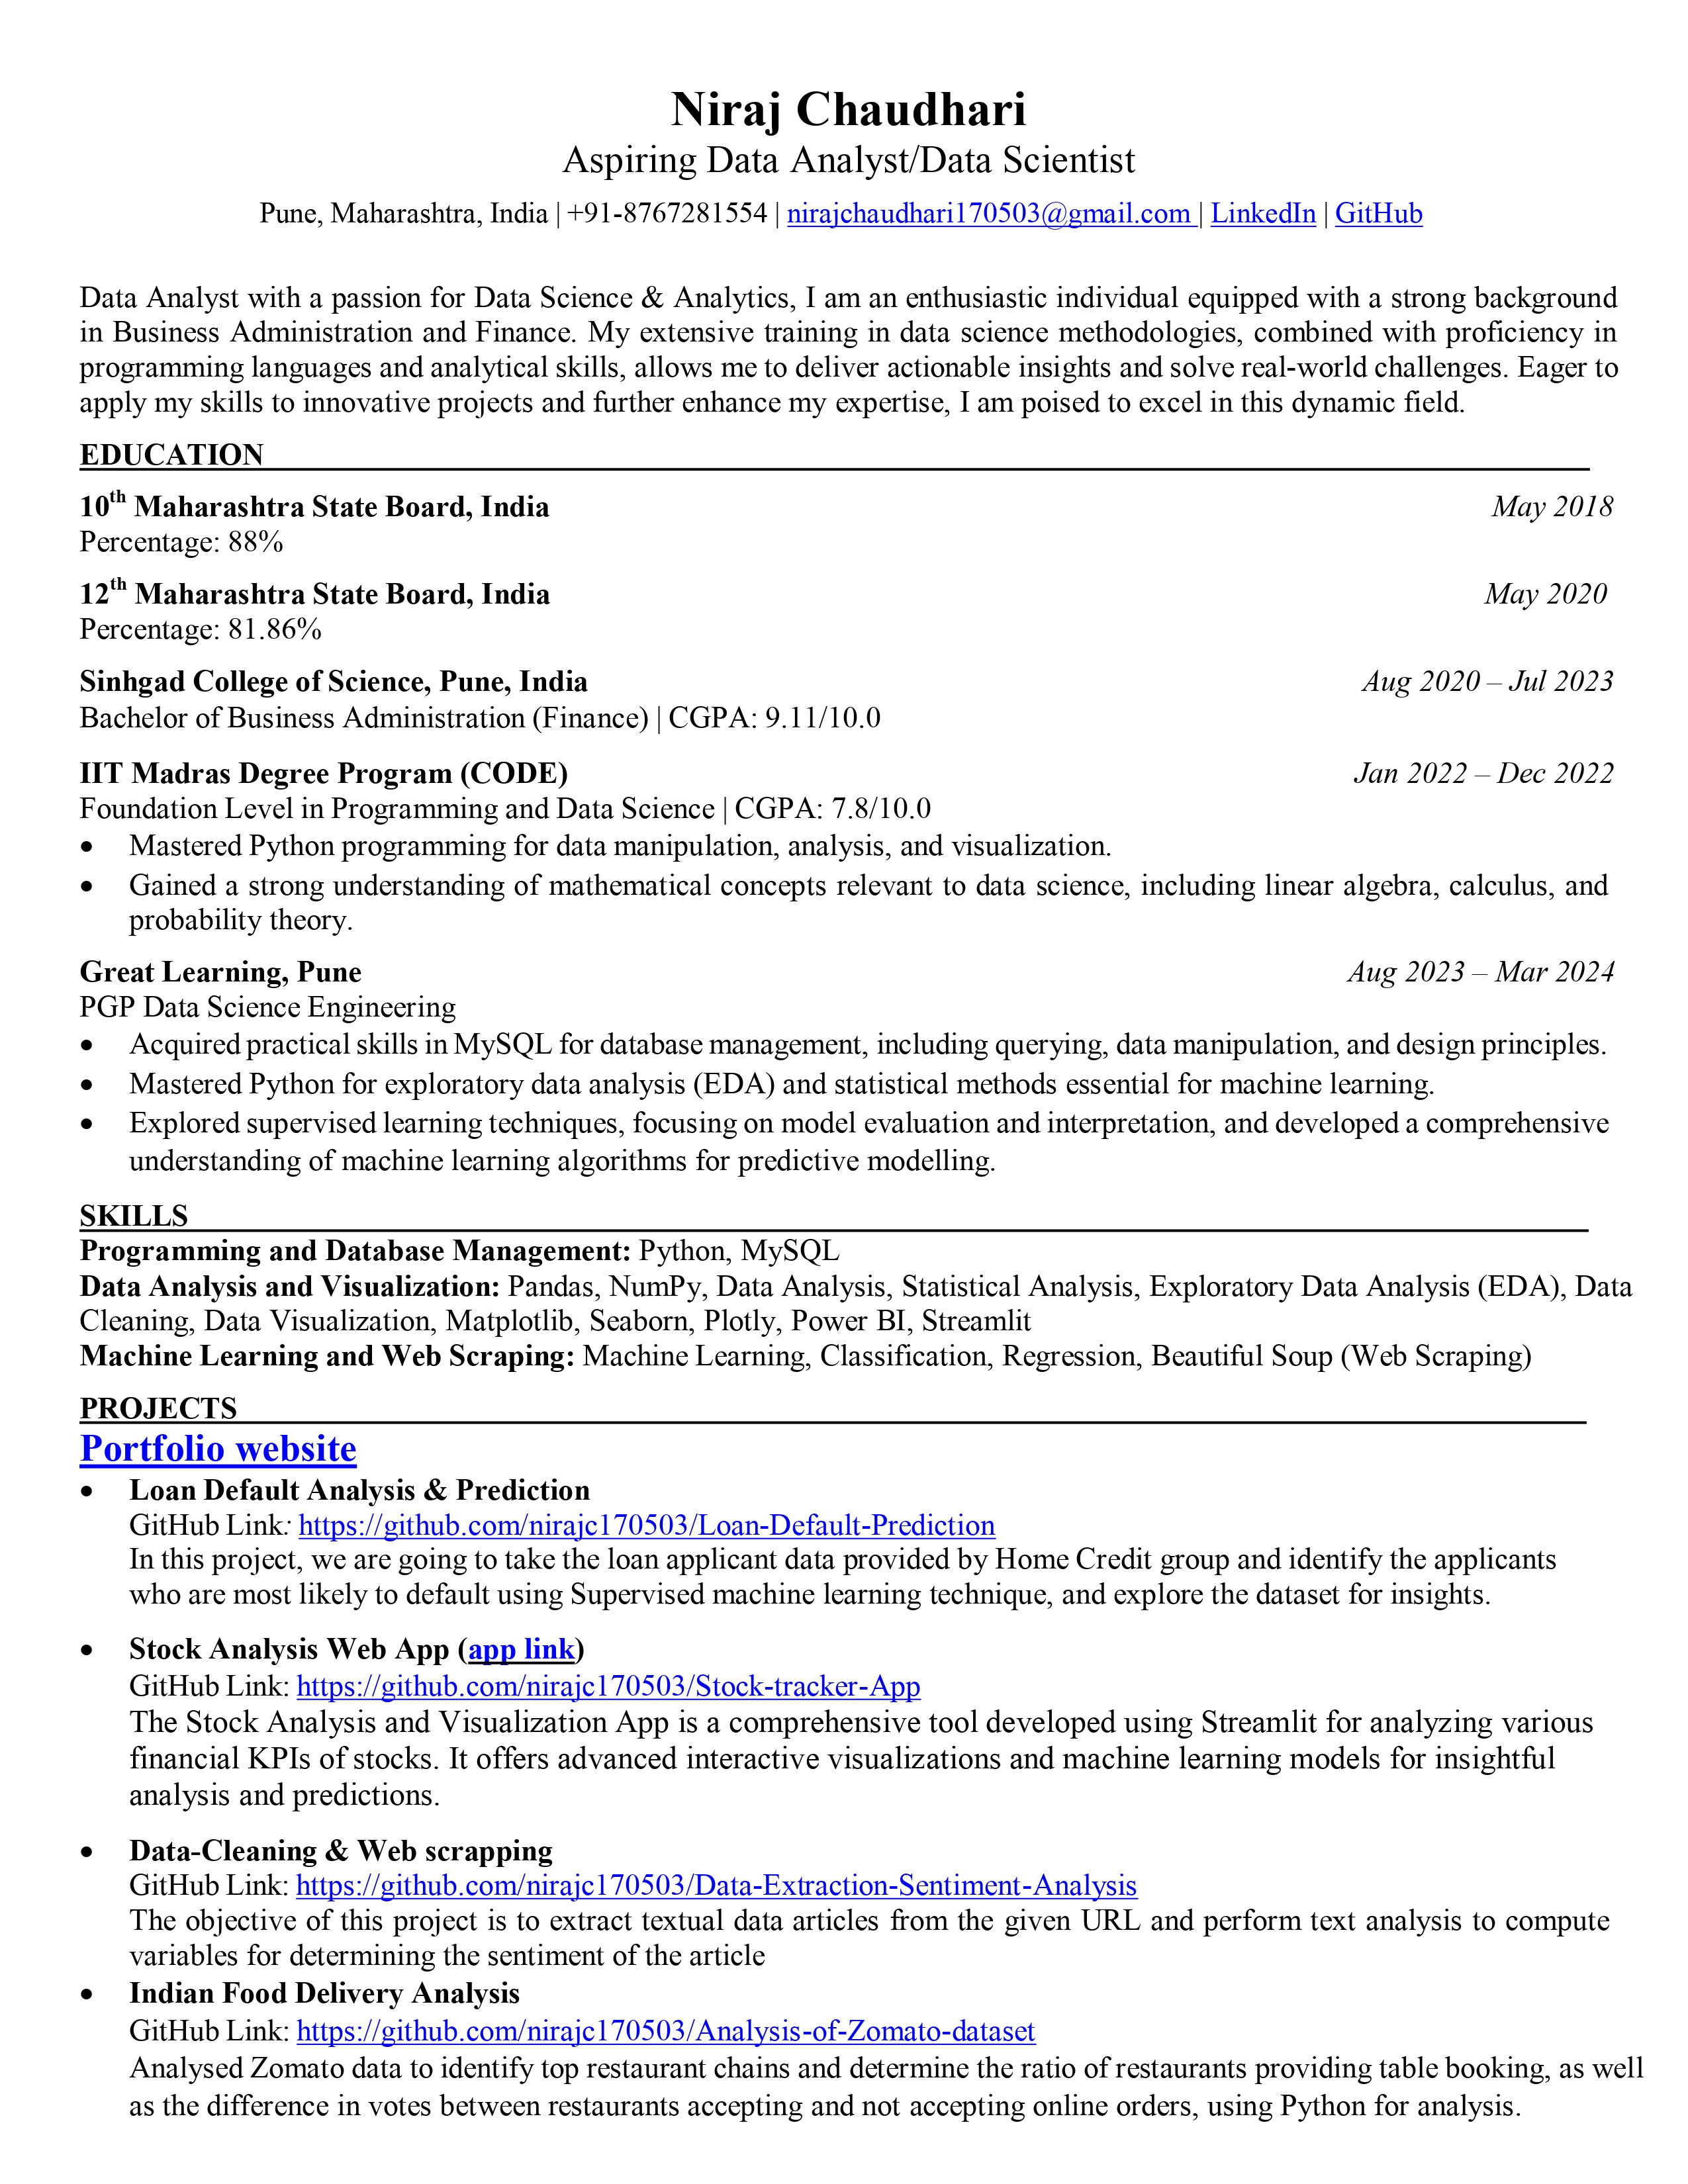 Niraj Chaudhari
Aspiring Data Analyst/Data Scientist
Pune, Maharashtra, India | +91-8767281554 | nirajchaudhari170503@gmail.com | LinkedIn | GitHub
Data Analyst with a passion for Data Science & Analytics, I am an enthusiastic individual equipped with a strong background
in Business Administration and Finance. My extensive training in data science methodologies, combined with proficiency in
programming languages and analytical skills, allows me to deliver actionable insights and solve real-world challenges. Eager to
apply my skills to innovative projects and further enhance my expertise, I am poised to excel in this dynamic field.
EDUCATION
10th Maharashtra State Board, India May 2018
Percentage: 88%
12th Maharashtra State Board, India May 2020
Percentage: 81.86%
Sinhgad College of Science, Pune, India Aug 2020 – Jul 2023
Bachelor of Business Administration (Finance) | CGPA: 9.11/10.0
IIT Madras Degree Program (CODE) Jan 2022 – Dec 2022
Foundation Level in Programming and Data Science | CGPA: 7.8/10.0
• Mastered Python programming for data manipulation, analysis, and visualization.
• Gained a strong understanding of mathematical concepts relevant to data science, including linear algebra, calculus, and
probability theory.
Great Learning, Pune Aug 2023 – Mar 2024
PGP Data Science Engineering
• Acquired practical skills in MySQL for database management, including querying, data manipulation, and design principles.
• Mastered Python for exploratory data analysis (EDA) and statistical methods essential for machine learning.
• Explored supervised learning techniques, focusing on model evaluation and interpretation, and developed a comprehensive
understanding of machine learning algorithms for predictive modelling.
SKILLS
Programming and Database Management: Python, MySQL
Data Analysis and Visualization: Pandas, NumPy, Data Analysis, Statistical Analysis, Exploratory Data Analysis (EDA), Data
Cleaning, Data Visualization, Matplotlib, Seaborn, Plotly, Power BI, Streamlit
Machine Learning and Web Scraping: Machine Learning, Classification, Regression, Beautiful Soup (Web Scraping)
PROJECTS
Portfolio website
• Loan Default Analysis & Prediction
GitHub Link: https://github.com/nirajc170503/Loan-Default-Prediction
In this project, we are going to take the loan applicant data provided by Home Credit group and identify the applicants
who are most likely to default using Supervised machine learning technique, and explore the dataset for insights.
• Stock Analysis Web App (app link)
GitHub Link: https://github.com/nirajc170503/Stock-tracker-App
The Stock Analysis and Visualization App is a comprehensive tool developed using Streamlit for analyzing various
financial KPIs of stocks. It offers advanced interactive visualizations and machine learning models for insightful
analysis and predictions.
• Data-Cleaning & Web scrapping
GitHub Link: https://github.com/nirajc170503/Data-Extraction-Sentiment-Analysis
The objective of this project is to extract textual data articles from the given URL and perform text analysis to compute
variables for determining the sentiment of the article
• Indian Food Delivery Analysis
GitHub Link: https://github.com/nirajc170503/Analysis-of-Zomato-dataset
Analysed Zomato data to identify top restaurant chains and determine the ratio of restaurants providing table booking, as well
as the difference in votes between restaurants accepting and not accepting online orders, using Python for analysis.